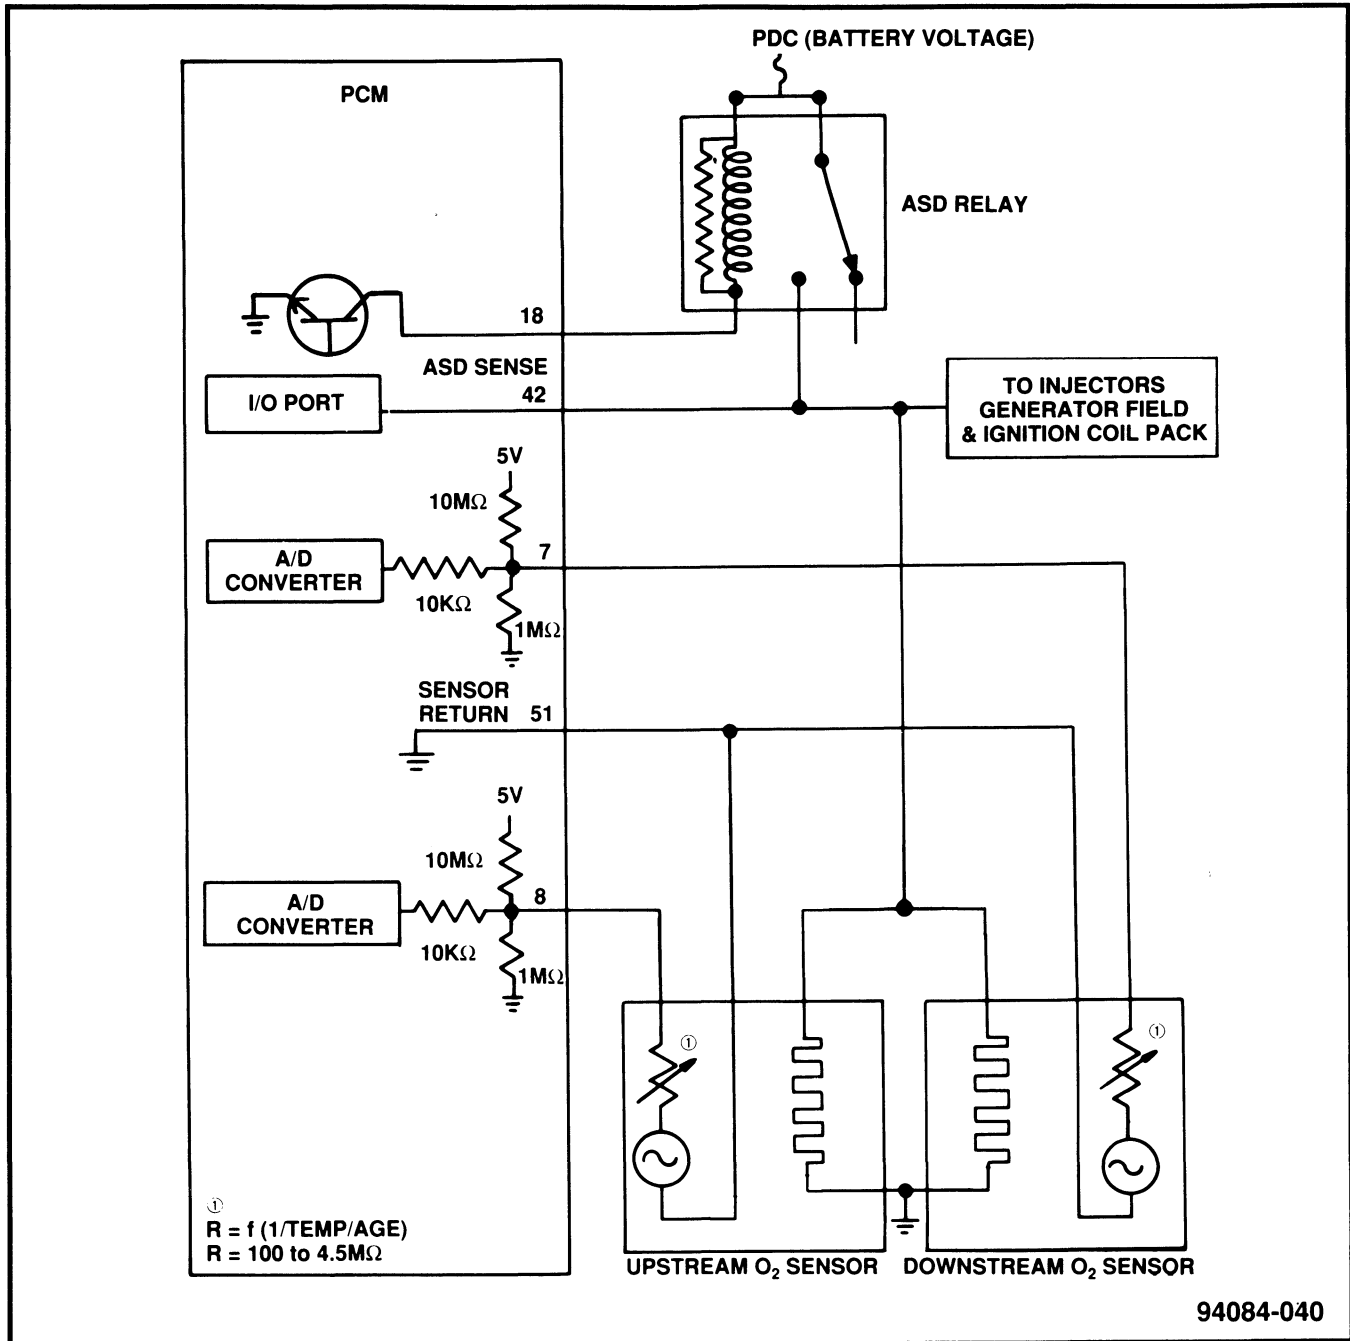 PDC (BATTERY VOLTAGE)
PCM
ASD RELAY
18
ASD SENSE
42
I/O PORT
TO INJECTORS
GENERATOR FIELD
& IGNITION COIL PACK
5V
10MΩ
7
A/D
CONVERTER
10KΩ
1MΩ
SENSOR
RETURN 51
5V
10MΩ
8
A/D
CONVERTER
10KΩ
1MΩ
①
①
①
R = f (1/TEMP/AGE)
R = 100 to 4.5MΩ
UPSTREAM O₂ SENSOR
DOWNSTREAM O₂ SENSOR
94084-040